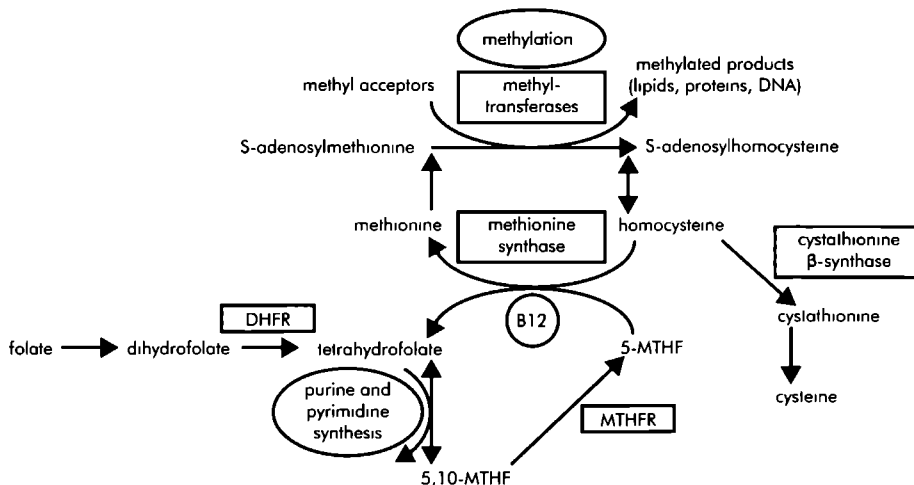 methylation
methyl acceptors
methyl-
transferases
methylated products
(lipids, proteins, DNA)
S-adenosylmethionine
S-adenosylhomocysteine
methionine
methionine
synthase
homocysteine
cystathionine
β-synthase
B12
cystathionine
DHFR
folate
dihydrofolate
tetrahydrofolate
5-MTHF
purine and
pyrimidine
synthesis
MTHFR
cysteine
5,10-MTHF